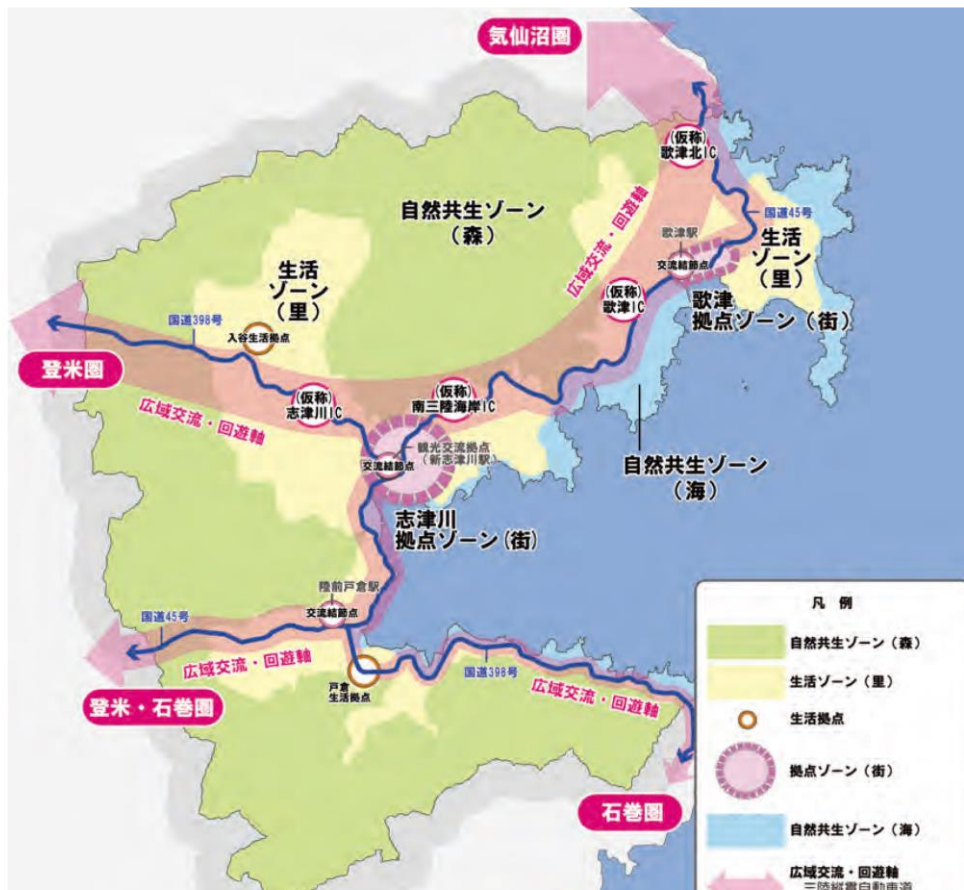 気仙沼圏
(仮称)
歌津北IC
自然共生ゾーン
(森)
広域交流・回遊軸
国道45号
歌津駅
交流結節点
生活
ゾーン
(里)
生活
ゾーン
(里)
(仮称)
歌津IC
歌津
拠点ゾーン(街)
国道398号
入谷生活拠点
登米圏
広域交流・回遊軸
(仮称)
志津川IC
(仮称)
南三陸海岸IC
観光交流拠点
(新志津川駅)
交流結節点
自然共生ゾーン
(海)
志津川
拠点ゾーン(街)
陸前戸倉駅
交流結節点
国道45号
広域交流・回遊軸
戸倉
生活拠点
国道398号
広域交流・回遊軸
登米・石巻圏
石巻圏
凡 例
自然共生ゾーン(森)
生活ゾーン(里)
生活拠点
拠点ゾーン(街)
自然共生ゾーン(海)
広域交流・回遊軸
三陸縦貫自動車道